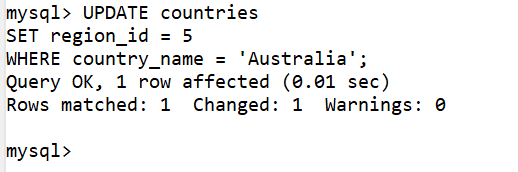 mysql> UPDATE countries
SET region_id = 5
WHERE country_name = 'Australia';
Query OK, 1 row affected (0.01 sec)
Rows matched: 1  Changed: 1  Warnings: 0

mysql>